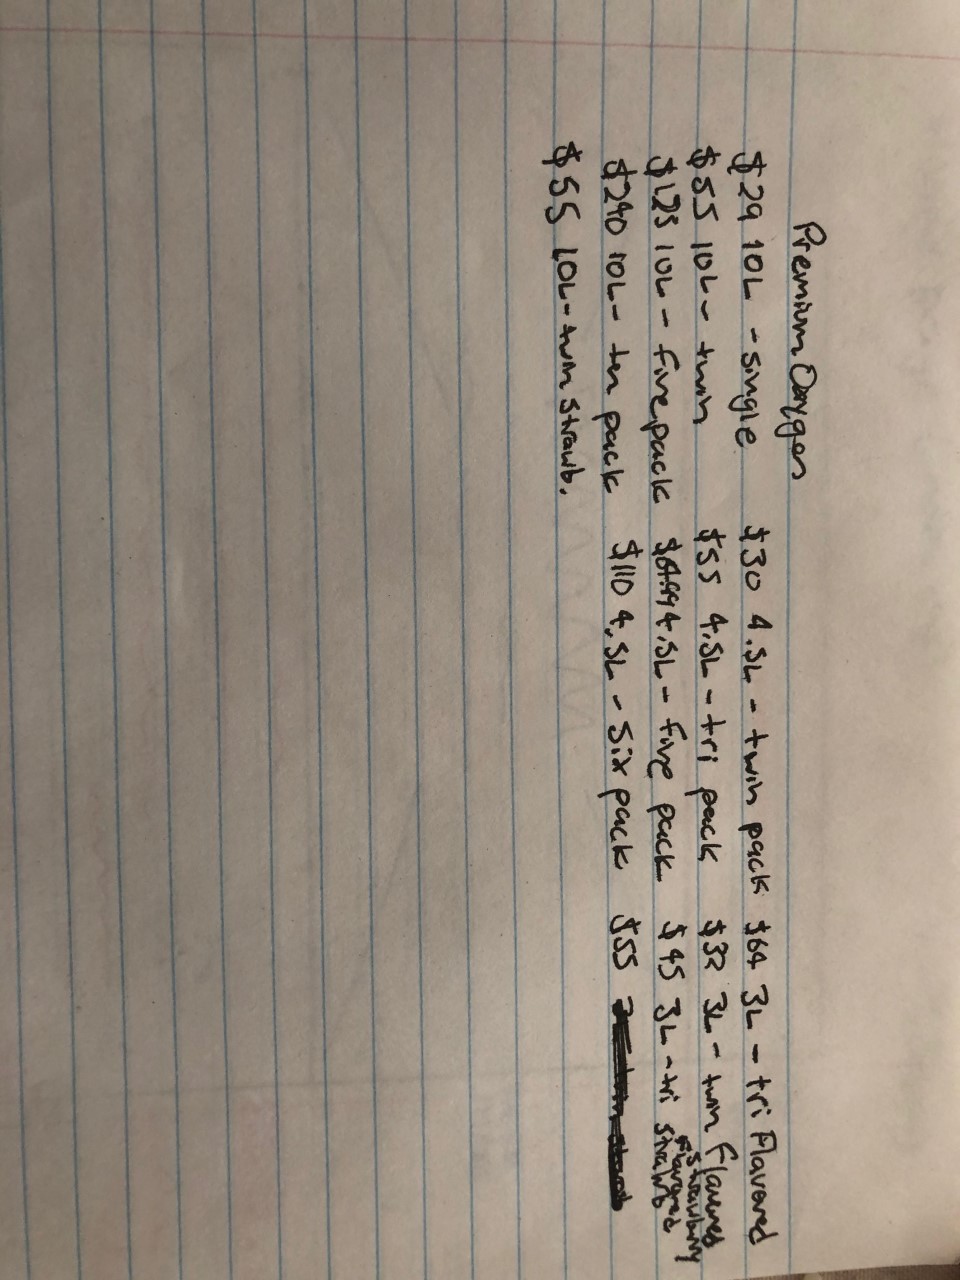 Premium Oxygen
$29 10L - single $30 4.5L - twin pack $64 3L - tri Flavored
$55 10L - twin $55 4.5L - tri pack $32 3L - twin Flavored
strawberry
$125 10L - five pack $64.99 4.5L - five pack $45 3L - tri Flavored strawb
$240 10L - ten pack $110 4.5L - six pack $55
$55 10L - twin strawb.